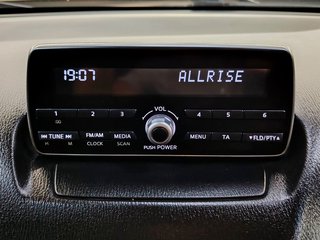 19:07 ALLRISE
1 2 3 VOL 4 5 6
TUNE FM/AM MEDIA MENU TA FLD/PTY
H M CLOCK SCAN PUSH POWER